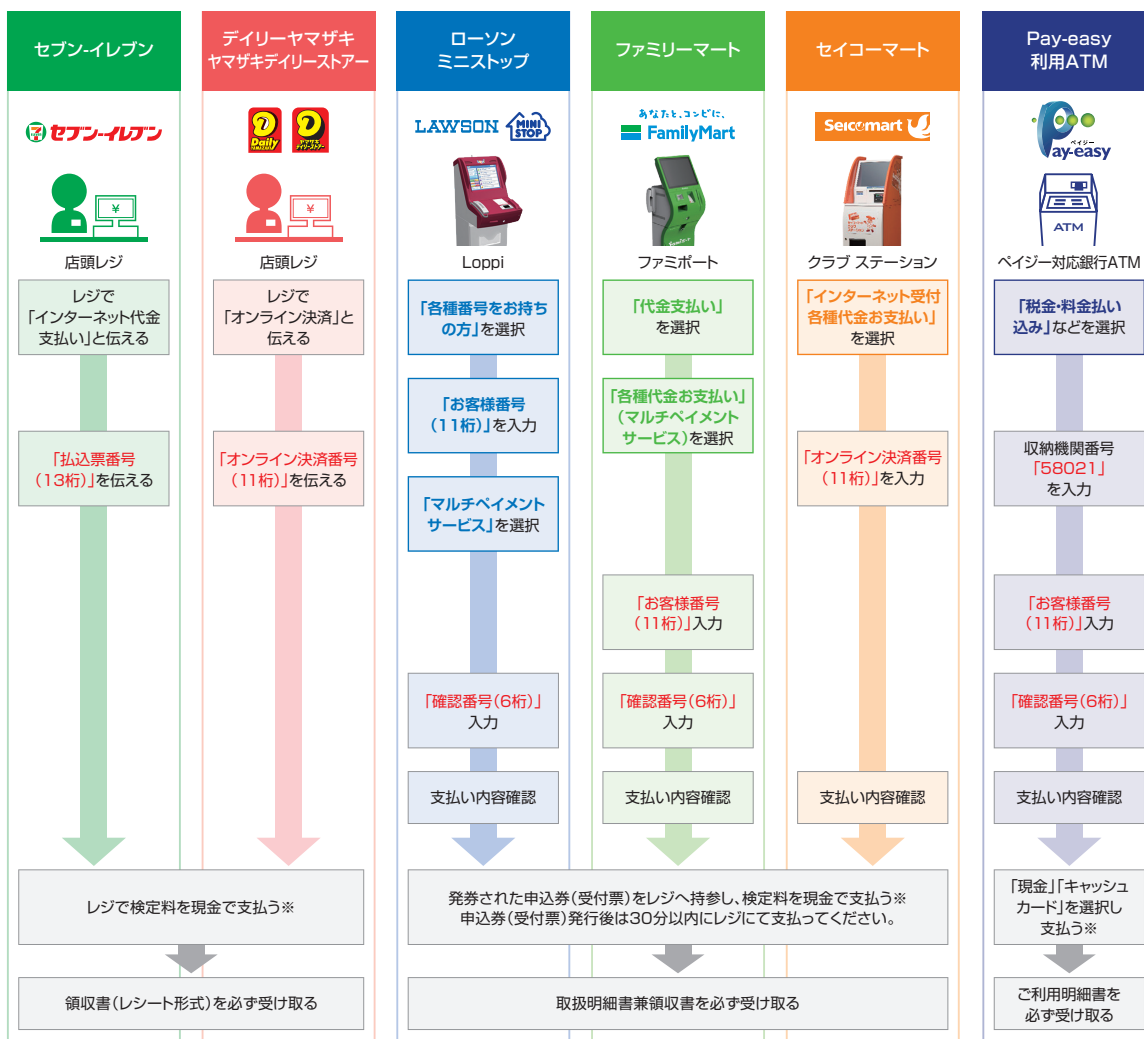 セブン-イレブン
デイリーヤマザキ
ヤマザキデイリーストアー
ローソン
ミニストップ
ファミリーマート
セイコーマート
Pay-easy
利用ATM
セブン-イレブン
Daily
YAMAZAKI
ヤマザキ
デイリーストアー
LAWSON
MINI
STOP
あなたと、コンビに、
FamilyMart
Seicomart
ペイジー
Pay-easy
¥
¥
ATM
店頭レジ
店頭レジ
Loppi
ファミポート
クラブ ステーション
ペイジー対応銀行ATM
レジで
「インターネット代金
支払い」と伝える
「払込票番号
(13桁)」を伝える
レジで
「オンライン決済」と
伝える
「オンライン決済番号
(11桁)」を伝える
「各種番号をお持ち
の方」を選択
「お客様番号
(11桁)」を入力
「マルチペイメント
サービス」を選択
「確認番号(6桁)」
入力
支払い内容確認
「代金支払い」
を選択
「各種代金お支払い」
(マルチペイメント
サービス)を選択
「お客様番号
(11桁)」入力
「確認番号(6桁)」
入力
支払い内容確認
「インターネット受付
各種代金お支払い」
を選択
「オンライン決済番号
(11桁)」を入力
支払い内容確認
「税金・料金払い
込み」などを選択
収納機関番号
「58021」
を入力
「お客様番号
(11桁)」入力
「確認番号(6桁)」
入力
支払い内容確認
レジで検定料を現金で支払う※
発券された申込券(受付票)をレジへ持参し、検定料を現金で支払う※
申込券(受付票)発行後は30分以内にレジにて支払ってください。
「現金」「キャッシュ
カード」を選択し
支払う※
領収書(レシート形式)を必ず受け取る
取扱明細書兼領収書を必ず受け取る
ご利用明細書を
必ず受け取る